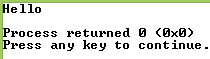 Hello
Process returned 0 (0x0)
Press any key to continue.